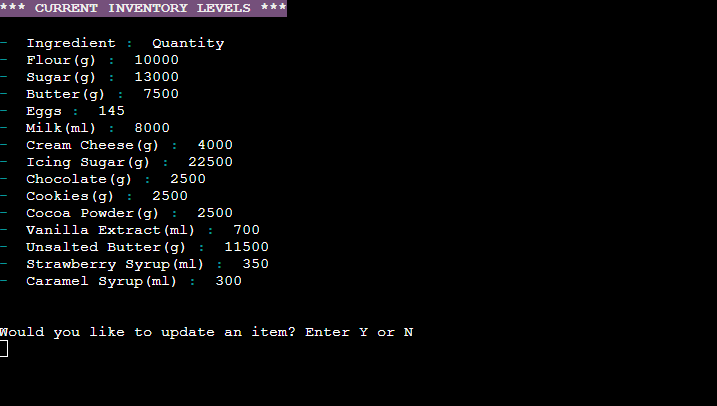 *** CURRENT INVENTORY LEVELS ***
- Ingredient : Quantity
- Flour(g) : 10000
- Sugar(g) : 13000
- Butter(g) : 7500
- Eggs : 145
- Milk(ml) : 8000
- Cream Cheese(g) : 4000
- Icing Sugar(g) : 22500
- Chocolate(g) : 2500
- Cookies(g) : 2500
- Cocoa Powder(g) : 2500
- Vanilla Extract(ml) : 700
- Unsalted Butter(g) : 11500
- Strawberry Syrup(ml) : 350
- Caramel Syrup(ml) : 300
Would you like to update an item? Enter Y or N